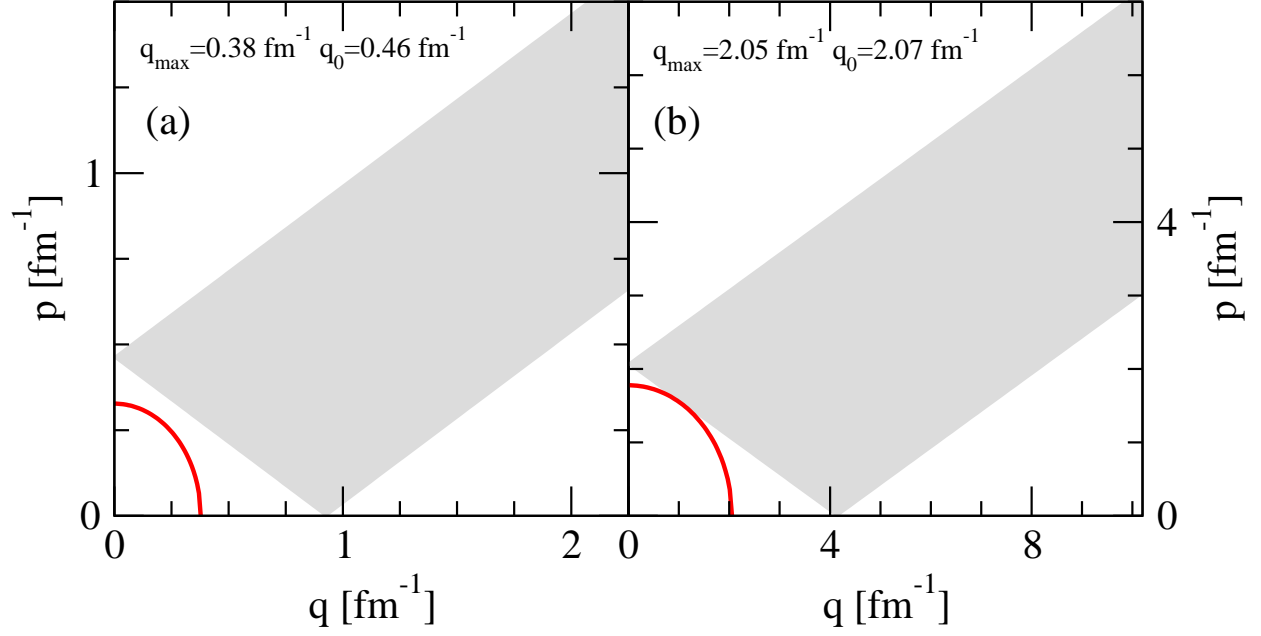 q_max=0.38 fm^-1 q_0=0.46 fm^-1
(a)
1
0
p [fm^-1]
0 1 2
q [fm^-1]
q_max=2.05 fm^-1 q_0=2.07 fm^-1
(b)
4
0
p [fm^-1]
0 4 8
q [fm^-1]